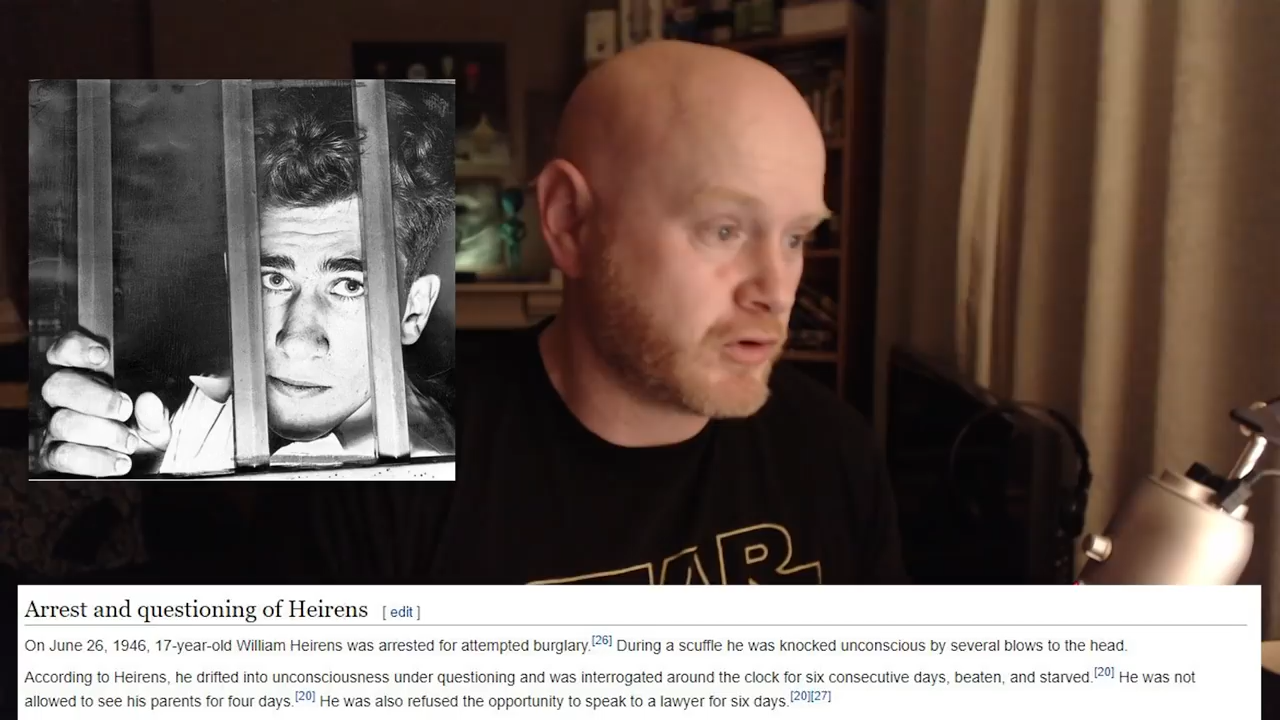 STAR
Arrest and questioning of Heirens [ edit ]
On June 26, 1946, 17-year-old William Heirens was arrested for attempted burglary.[26] During a scuffle he was knocked unconscious by several blows to the head.
According to Heirens, he drifted into unconsciousness under questioning and was interrogated around the clock for six consecutive days, beaten, and starved.[20] He was not
allowed to see his parents for four days.[20] He was also refused the opportunity to speak to a lawyer for six days.[20][27]